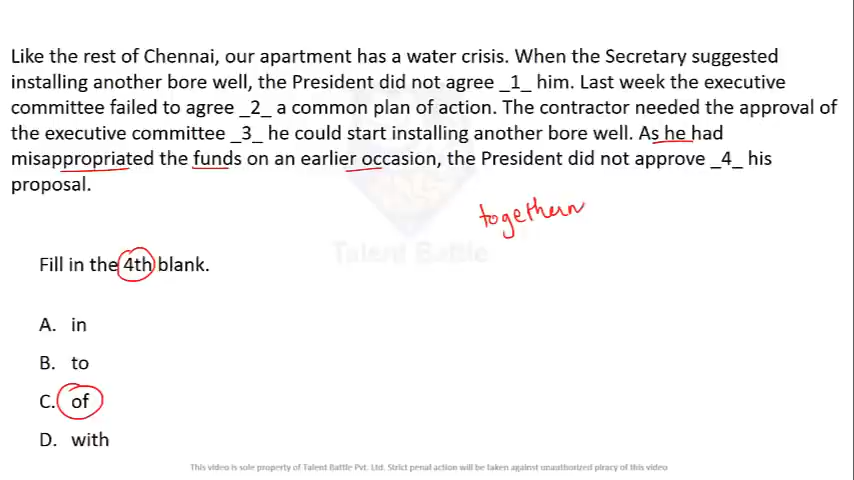 Like the rest of Chennai, our apartment has a water crisis. When the Secretary suggested
installing another bore well, the President did not agree _1_ him. Last week the executive
committee failed to agree _2_ a common plan of action. The contractor needed the approval of
the executive committee _3_ he could start installing another bore well. As he had
misappropriated the funds on an earlier occasion, the President did not approve _4_ his
proposal.
togethern
Talent Battle
Fill in the 4th blank.
A. in
B. to
C. of
D. with
This video is sole property of Talent Battle Pvt. Ltd. Strict penal action will be taken against unauthorized piracy of this video